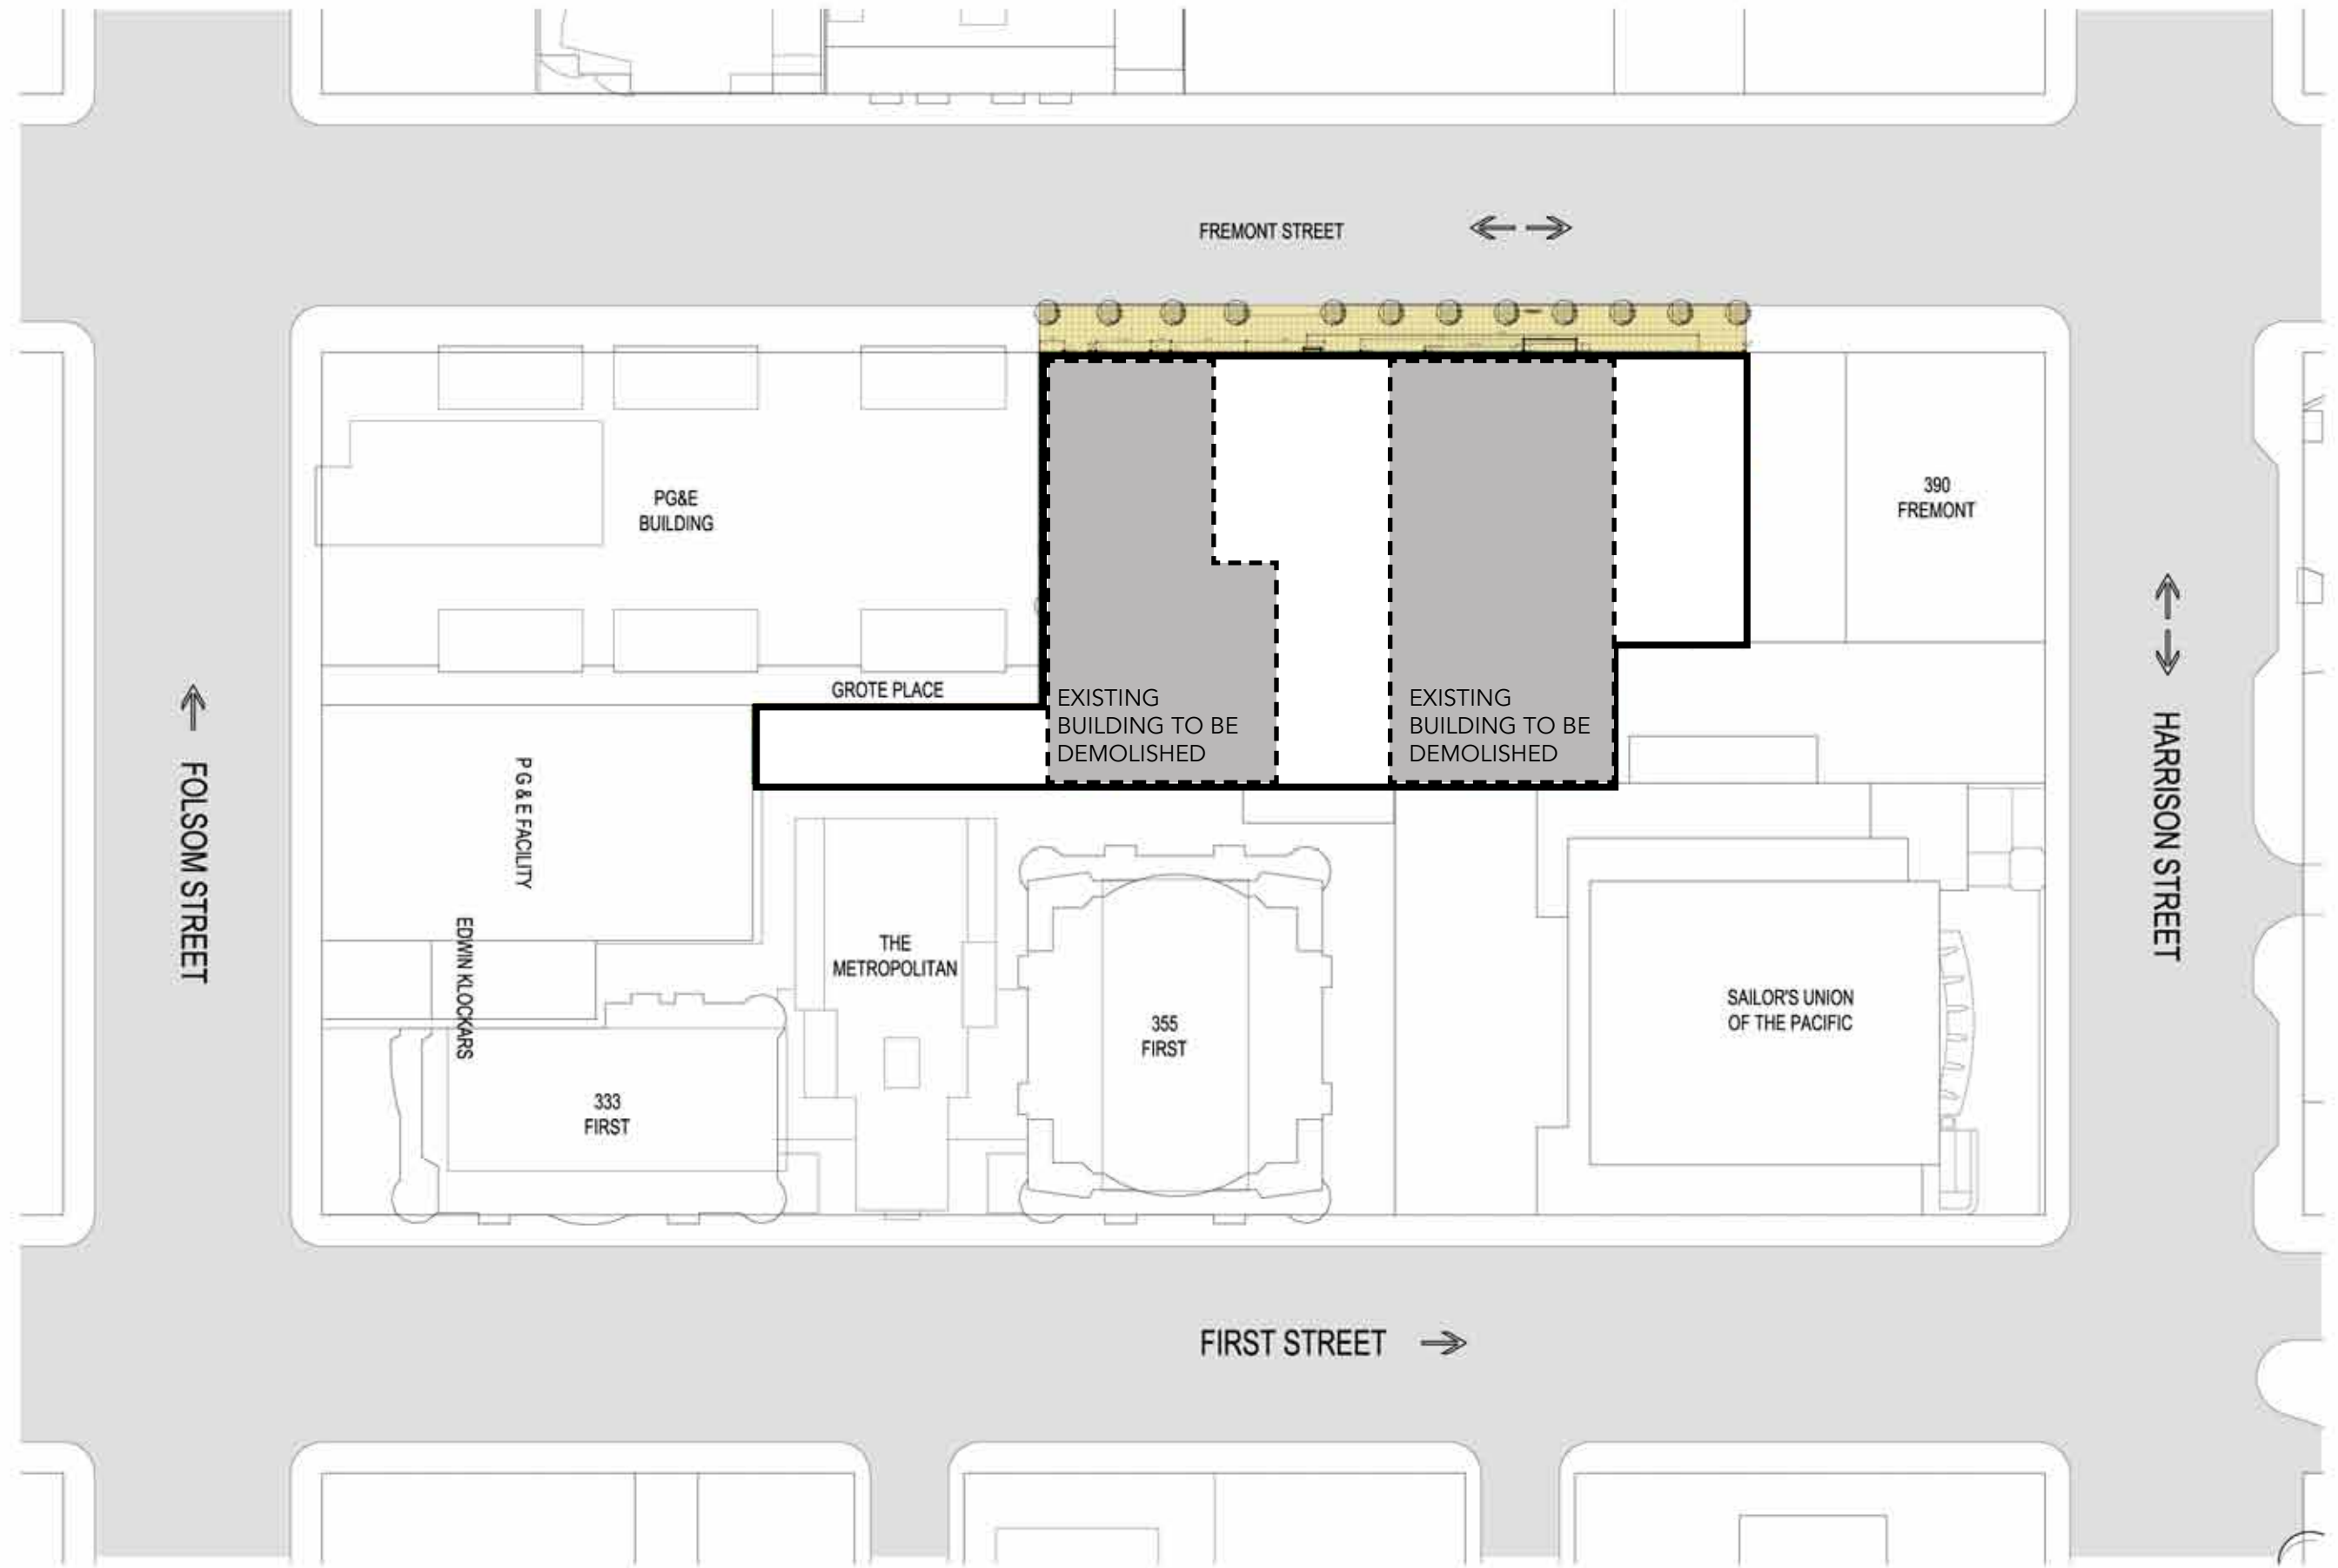 FREMONT STREET
PG&E
BUILDING
390
FREMONT
GROTE PLACE
EXISTING
BUILDING TO BE
DEMOLISHED
EXISTING
BUILDING TO BE
DEMOLISHED
FOLSOM STREET
HARRISON STREET
P G & E FACILITY
EDWIN KLOCKARS
THE
METROPOLITAN
355
FIRST
SAILOR'S UNION
OF THE PACIFIC
333
FIRST
FIRST STREET